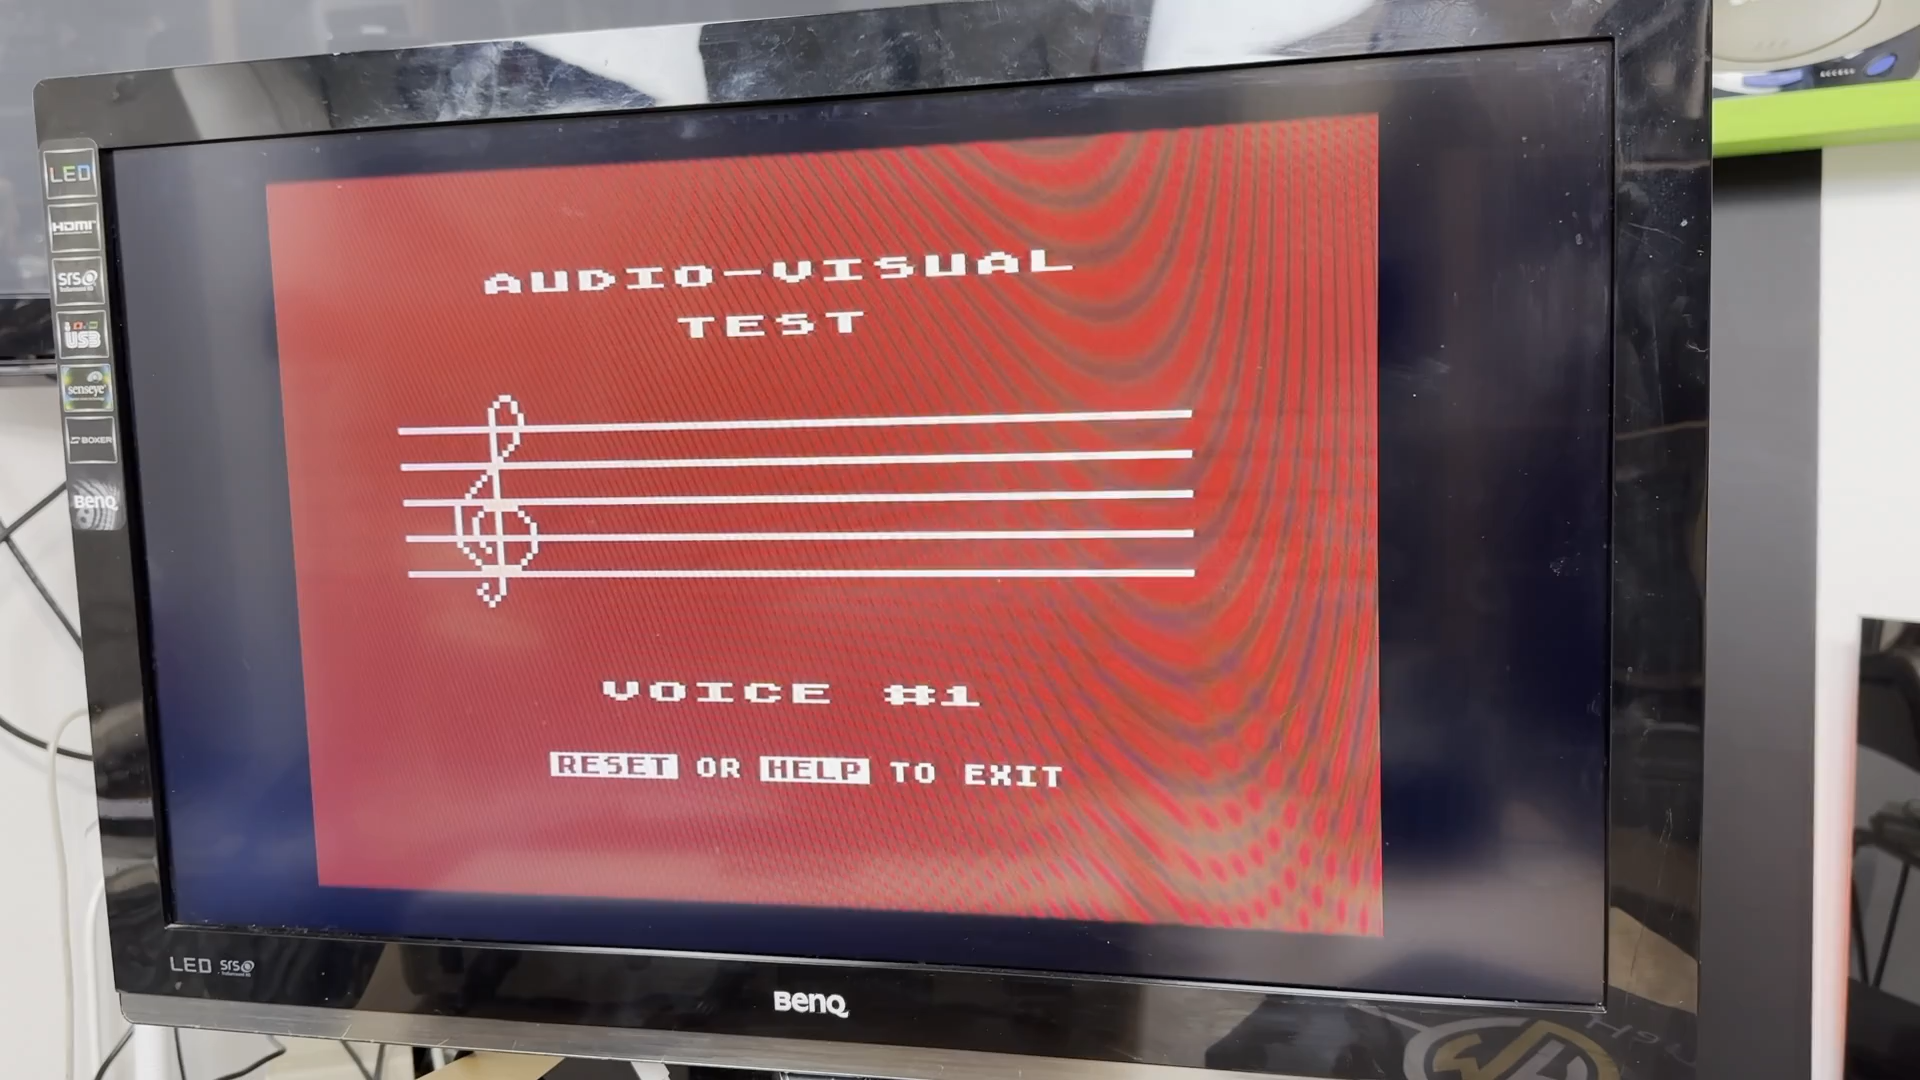 AUDIO-VISUAL
TEST
VOICE #1
RESET OR HELP TO EXIT
LED
HDMI
SRS
USB
senseye
BOXER
BenQ
LED SRS
BenQ